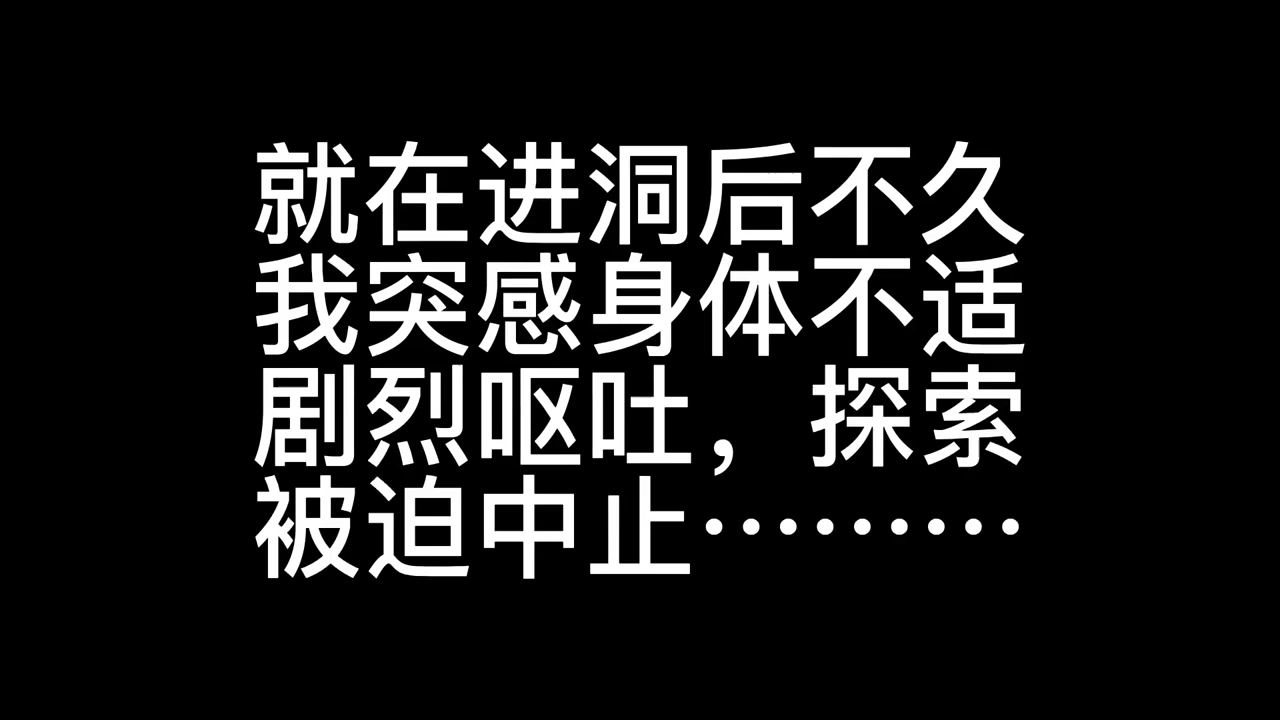 就在进洞后不久
我突感身体不适
剧烈呕吐，探索
被迫中止………